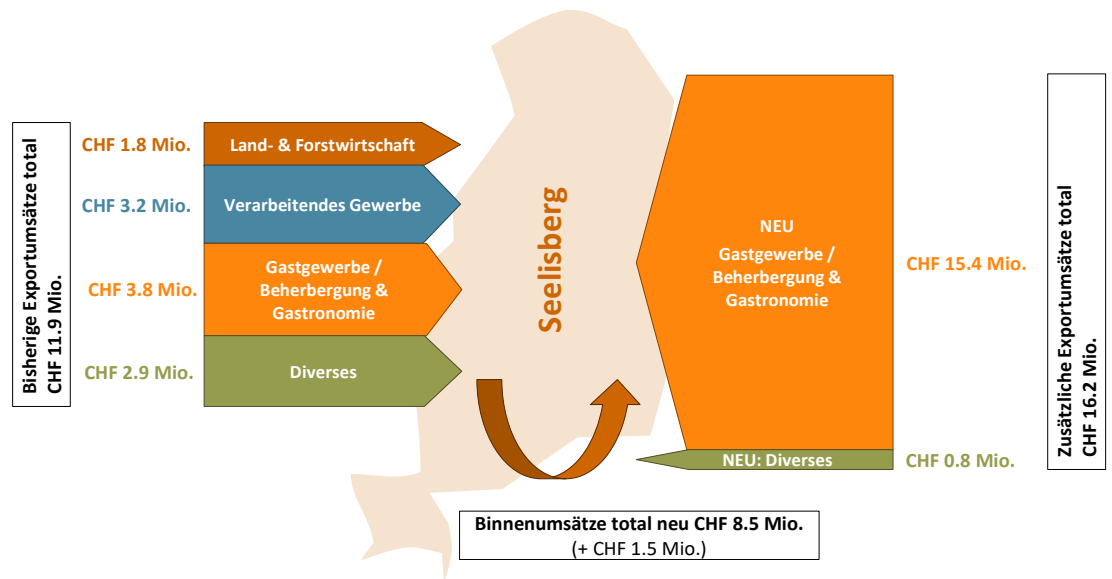 Bisherige Exportumsätze total
CHF 11.9 Mio.
CHF 1.8 Mio.
Land- & Forstwirtschaft
CHF 3.2 Mio.
Verarbeitendes Gewerbe
CHF 3.8 Mio.
Gastgewerbe /
Beherbergung &
Gastronomie
CHF 2.9 Mio.
Diverses
Seelisberg
NEU
Gastgewerbe /
Beherbergung &
Gastronomie
CHF 15.4 Mio.
NEU: Diverses
CHF 0.8 Mio.
Zusätzliche Exportumsätze total
CHF 16.2 Mio.
Binnenumsätze total neu CHF 8.5 Mio.
(+ CHF 1.5 Mio.)